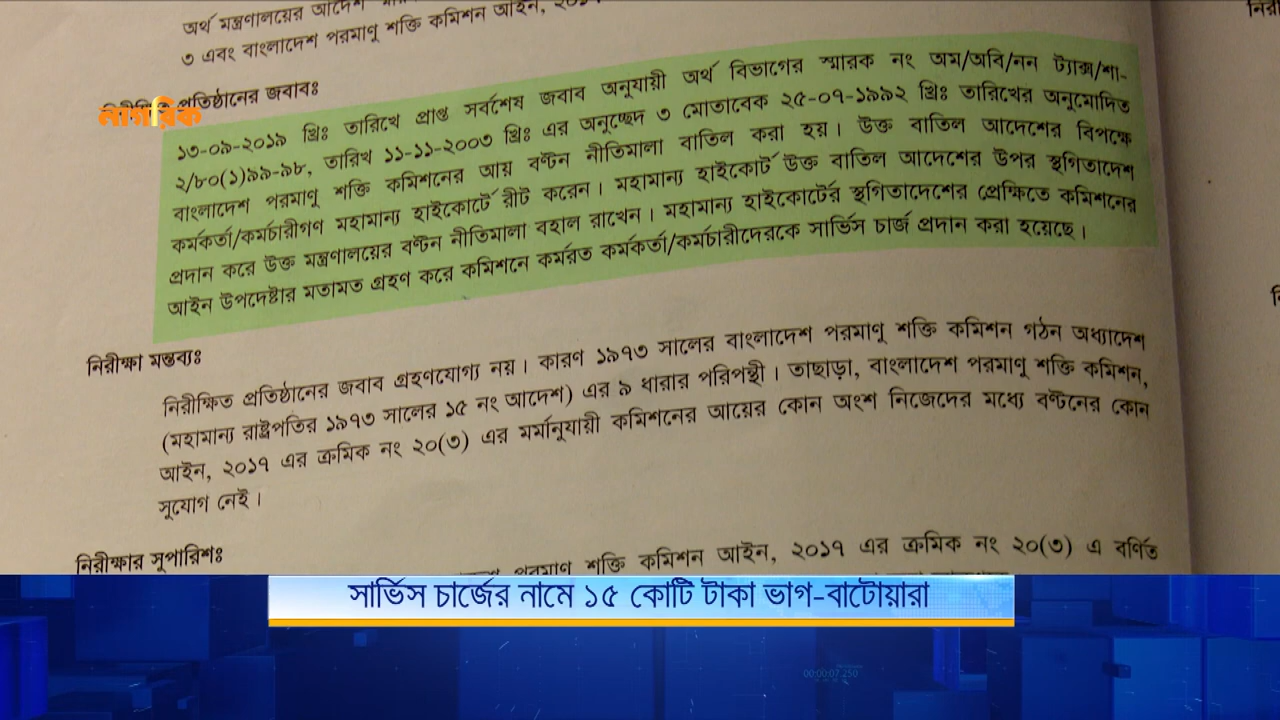 অর্থ মন্ত্রণালয়ের আদেশ
৩ এবং বাংলাদেশ পরমাণু শক্তি কমিশন আইন,
প্রতিষ্ঠানের জবাবঃ
নাগরিক
১৩-০৯-২০১৯ খ্রিঃ তারিখে প্রাপ্ত সর্বশেষ জবাব অনুযায়ী অর্থ বিভাগের স্মারক নং অম/অবি/নন ট্যাক্স/শা-
২/৮০(১)৯৯-৯৮, তারিখ ১১-১১-২০০৩ খ্রিঃ এর অনুচ্ছেদ ৩ মোতাবেক ২৫-০৭-১৯৯২ খ্রিঃ তারিখের অনুমোদিত
বাংলাদেশ পরমাণু শক্তি কমিশনের আয় বণ্টন নীতিমালা বাতিল করা হয়। উক্ত বাতিল আদেশের বিপক্ষে
কর্মকর্তা/কর্মচারীগণ মহামান্য হাইকোর্টে রীট করেন। মহামান্য হাইকোর্ট উক্ত বাতিল আদেশের উপর স্থগিতাদেশ
প্রদান করে উক্ত মন্ত্রণালয়ের বণ্টন নীতিমালা বহাল রাখেন। মহামান্য হাইকোর্টের স্থগিতাদেশের প্রেক্ষিতে কমিশনের
আইন উপদেষ্টার মতামত গ্রহণ করে কমিশনে কর্মরত কর্মকর্তা/কর্মচারীদেরকে সার্ভিস চার্জ প্রদান করা হয়েছে।
নিরীক্ষা মন্তব্যঃ
নিরীক্ষিত প্রতিষ্ঠানের জবাব গ্রহণযোগ্য নয়। কারণ ১৯৭৩ সালের বাংলাদেশ পরমাণু শক্তি কমিশন গঠন অধ্যাদেশ
(মহামান্য রাষ্ট্রপতির ১৯৭৩ সালের ১৫ নং আদেশ) এর ৯ ধারার পরিপন্থী। তাছাড়া, বাংলাদেশ পরমাণু শক্তি কমিশন,
আইন, ২০১৭ এর ক্রমিক নং ২০(৩) এর মর্মানুযায়ী কমিশনের আয়ের কোন অংশ নিজেদের মধ্যে বণ্টনের কোন
সুযোগ নেই।
নিরীক্ষার সুপারিশঃ
পরমাণু শক্তি কমিশন আইন, ২০১৭ এর ক্রমিক নং ২০(৩) এ বর্ণিত
সার্ভিস চার্জের নামে ১৫ কোটি টাকা ভাগ-বাটোয়ারা
00:00:07.250